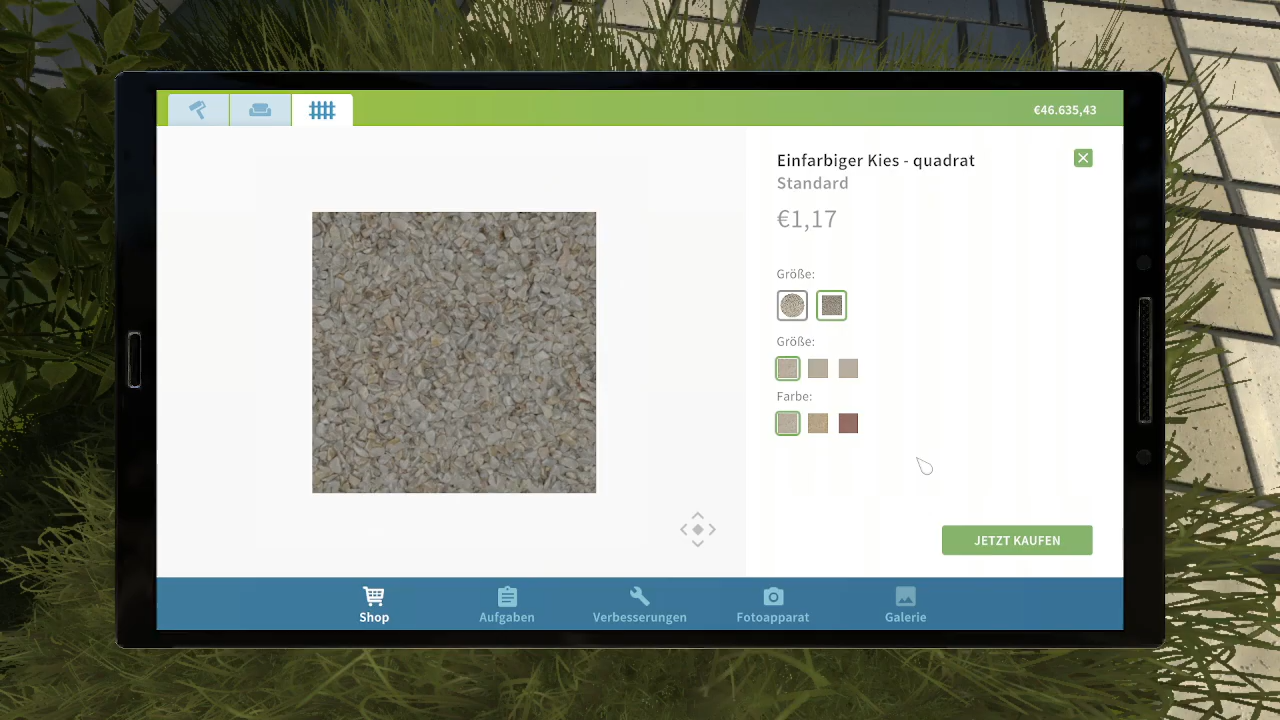 €46.635,43
Einfarbiger Kies - quadrat
Standard
€1,17
Größe:
Größe:
Farbe:
JETZT KAUFEN
Shop
Aufgaben
Verbesserungen
Fotoapparat
Galerie